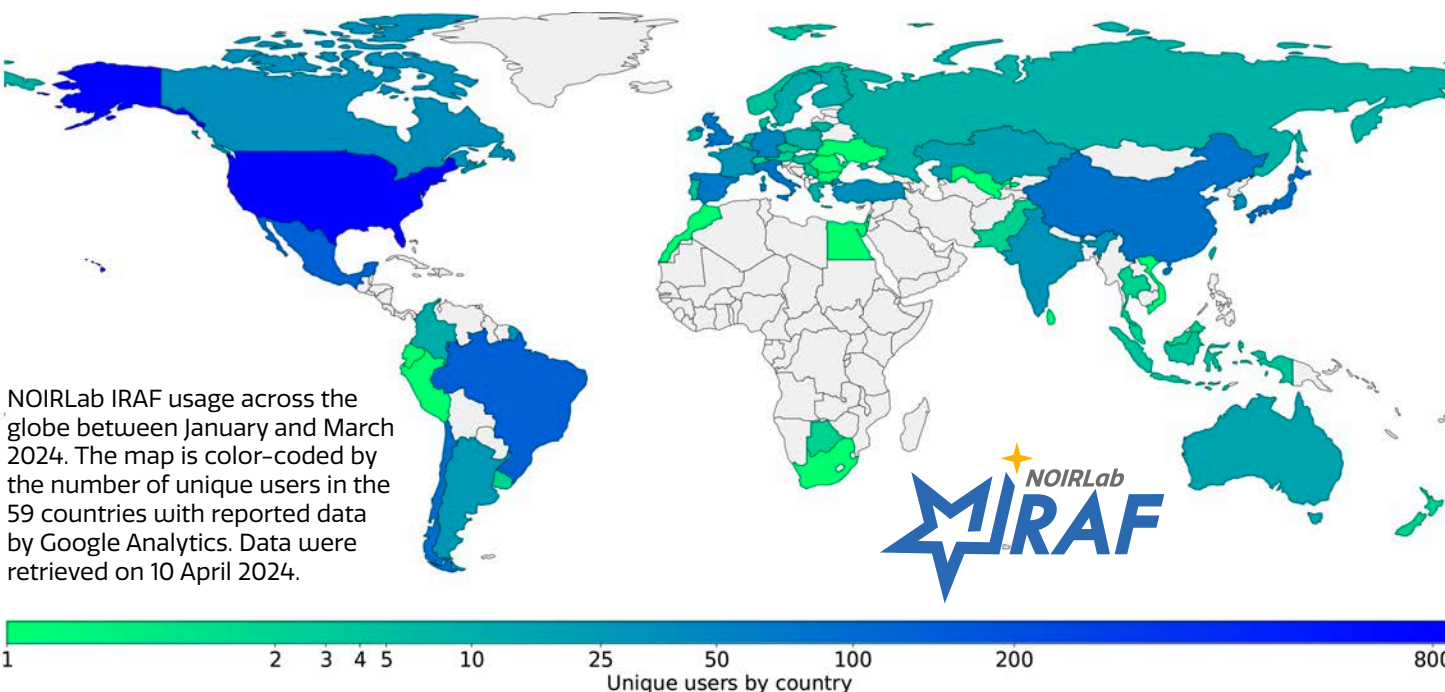 NOIRLab IRAF usage across the
globe between January and March
2024. The map is color-coded by
the number of unique users in the
59 countries with reported data
by Google Analytics. Data were
retrieved on 10 April 2024.
NOIRLab
IRAF
1 2 3 4 5 10 25 50 100 200 800
Unique users by country